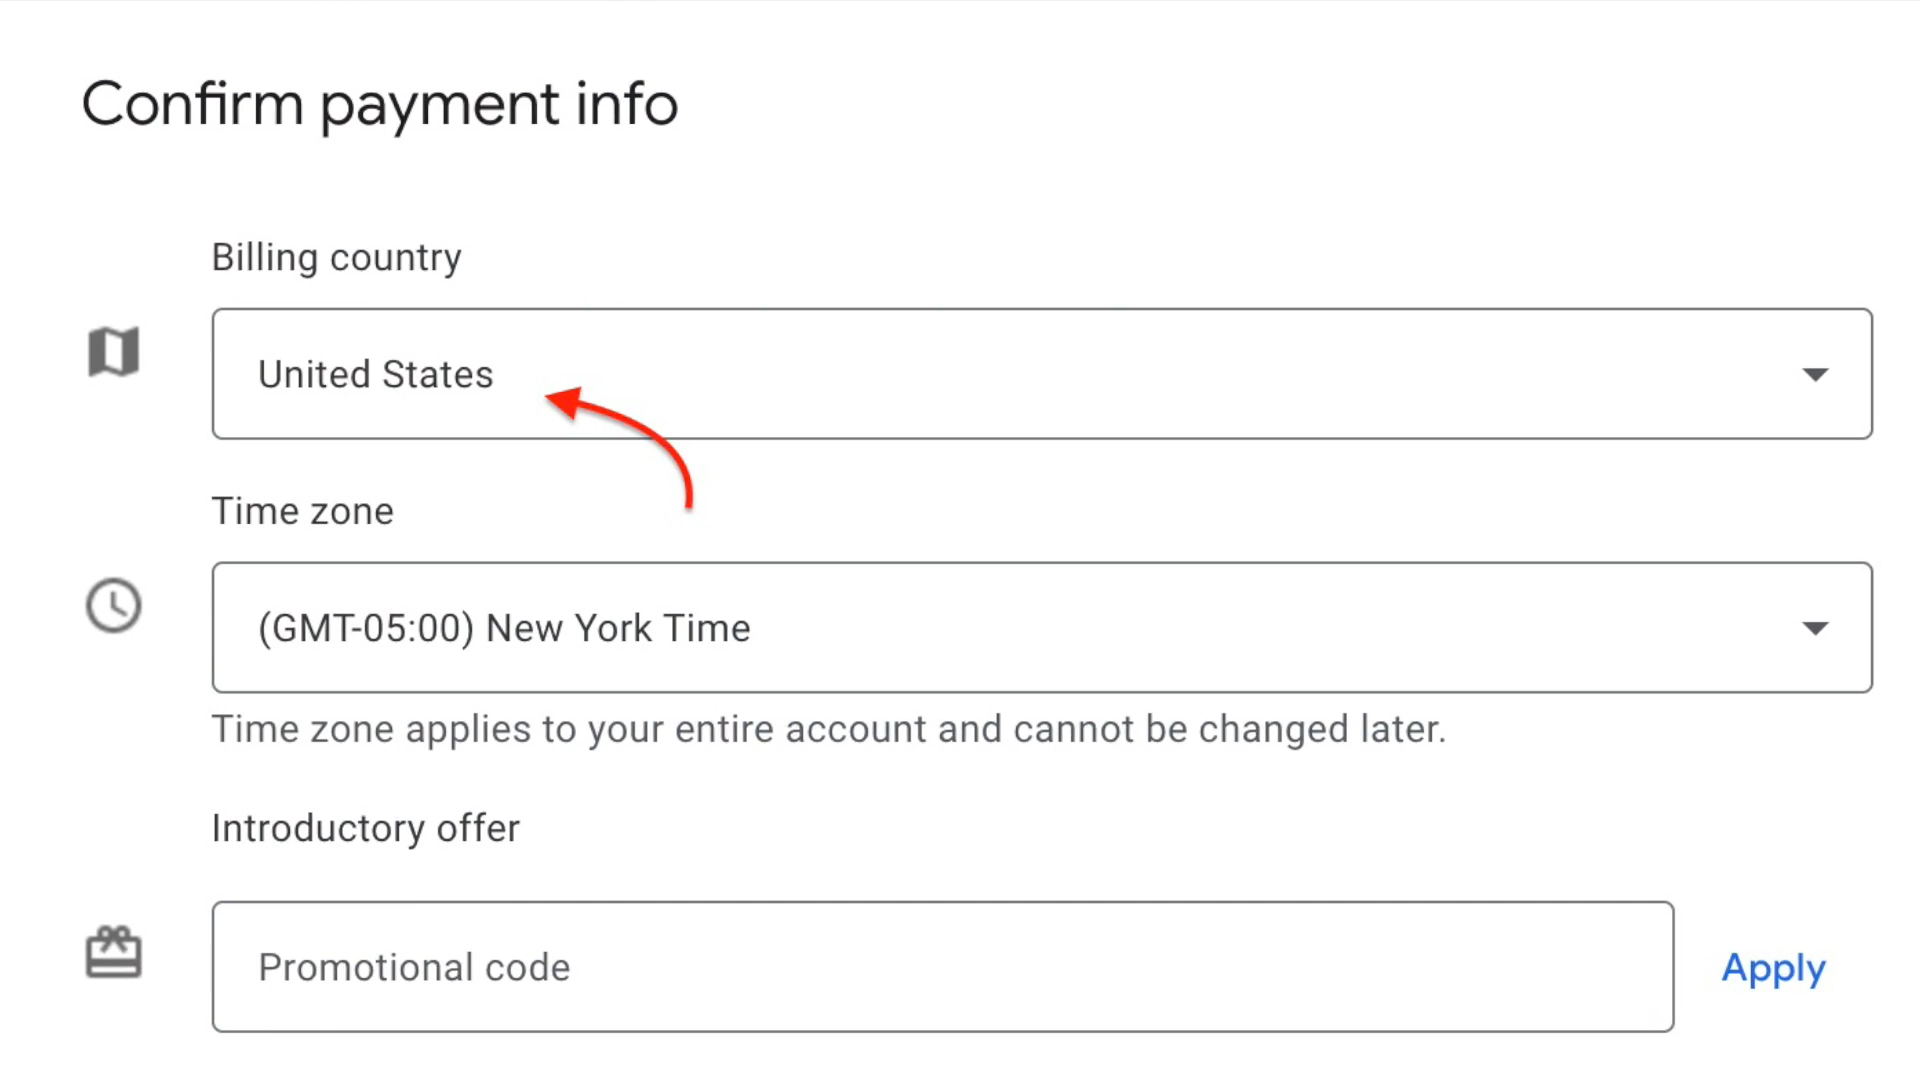 Confirm payment info
Billing country
United States
Time zone
(GMT-05:00) New York Time
Time zone applies to your entire account and cannot be changed later.
Introductory offer
Promotional code
Apply